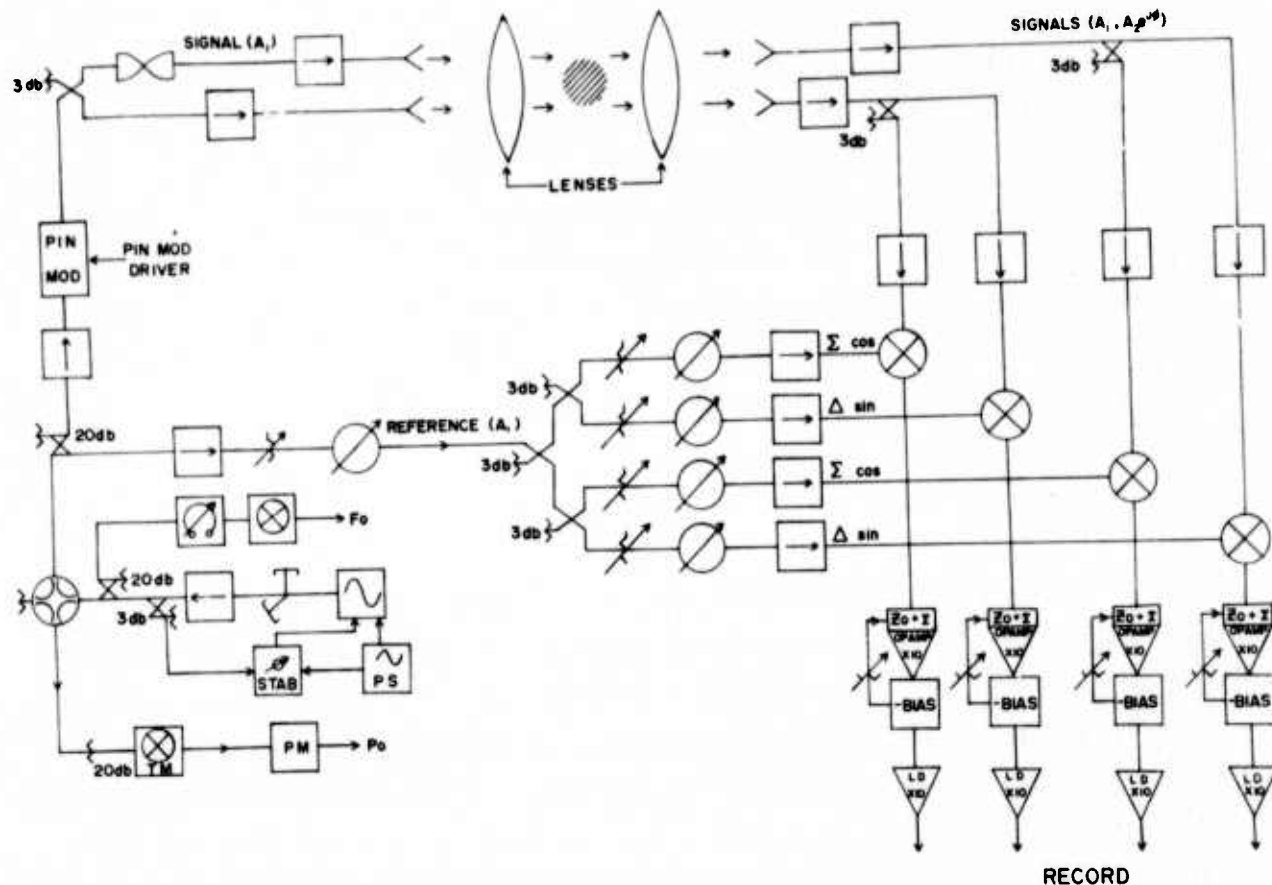 SIGNAL (A₁)
SIGNALS (A₁, A₂e^jφ)
3db
3db
3db
LENSES
PIN
MOD
PIN MOD
DRIVER
Σ cos
3db
Δ sin
20db
REFERENCE (Aᵣ)
3db
Σ cos
3db
Δ sin
Fo
20db
3db
STAB
PS
Zo + Σ
OPAMP
X10
-BIAS
LD
X10
Zo + Σ
OPAMP
X10
-BIAS
LD
X10
Zo + Σ
OPAMP
X10
-BIAS
LD
X10
Zo + Σ
OPAMP
X10
-BIAS
LD
X10
20db
TM
PM
Po
RECORD